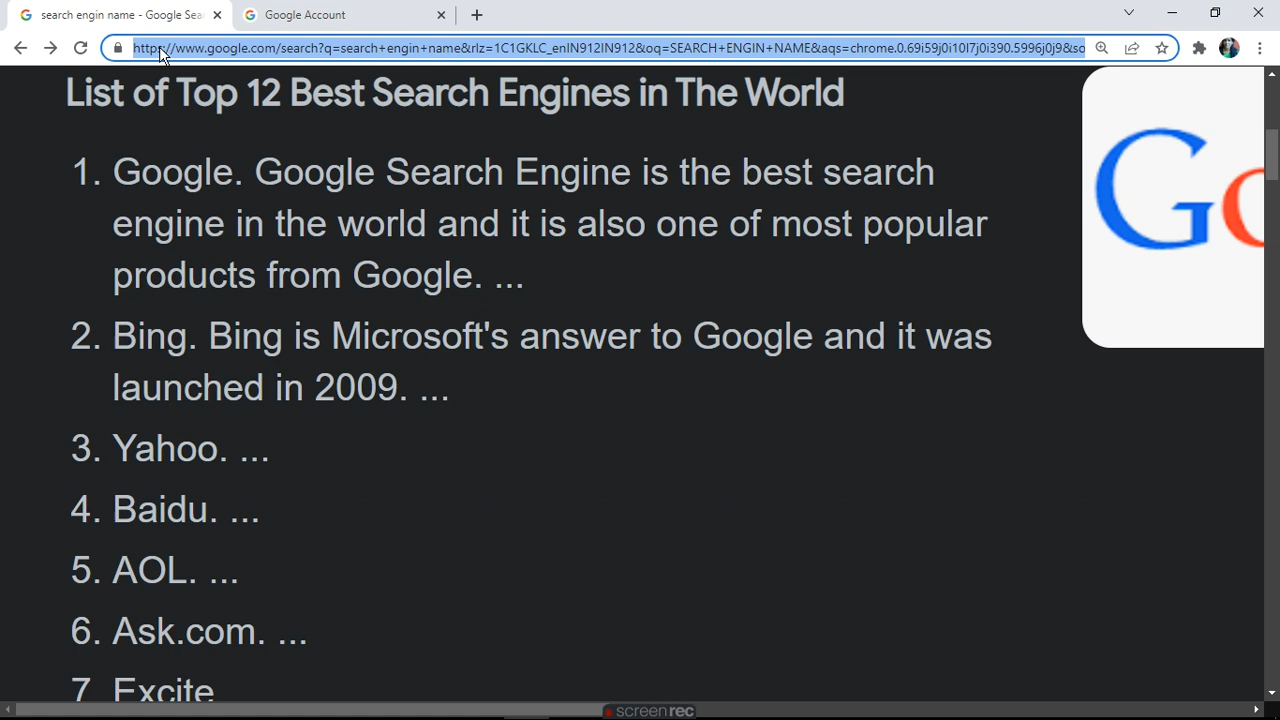 search engin name - Google Sea
Google Account
https://www.google.com/search?q=search+engin+name&rlz=1C1GKLC_enIN912IN912&oq=SEARCH+ENGIN+NAME&aqs=chrome.0.69i59j0i10l7j0i390.5996j0j9&so
List of Top 12 Best Search Engines in The World
1. Google. Google Search Engine is the best search
engine in the world and it is also one of most popular
products from Google. ...
2. Bing. Bing is Microsoft's answer to Google and it was
launched in 2009. ...
3. Yahoo. ...
4. Baidu. ...
5. AOL. ...
6. Ask.com. ...
7 Excite
Go
screenrec